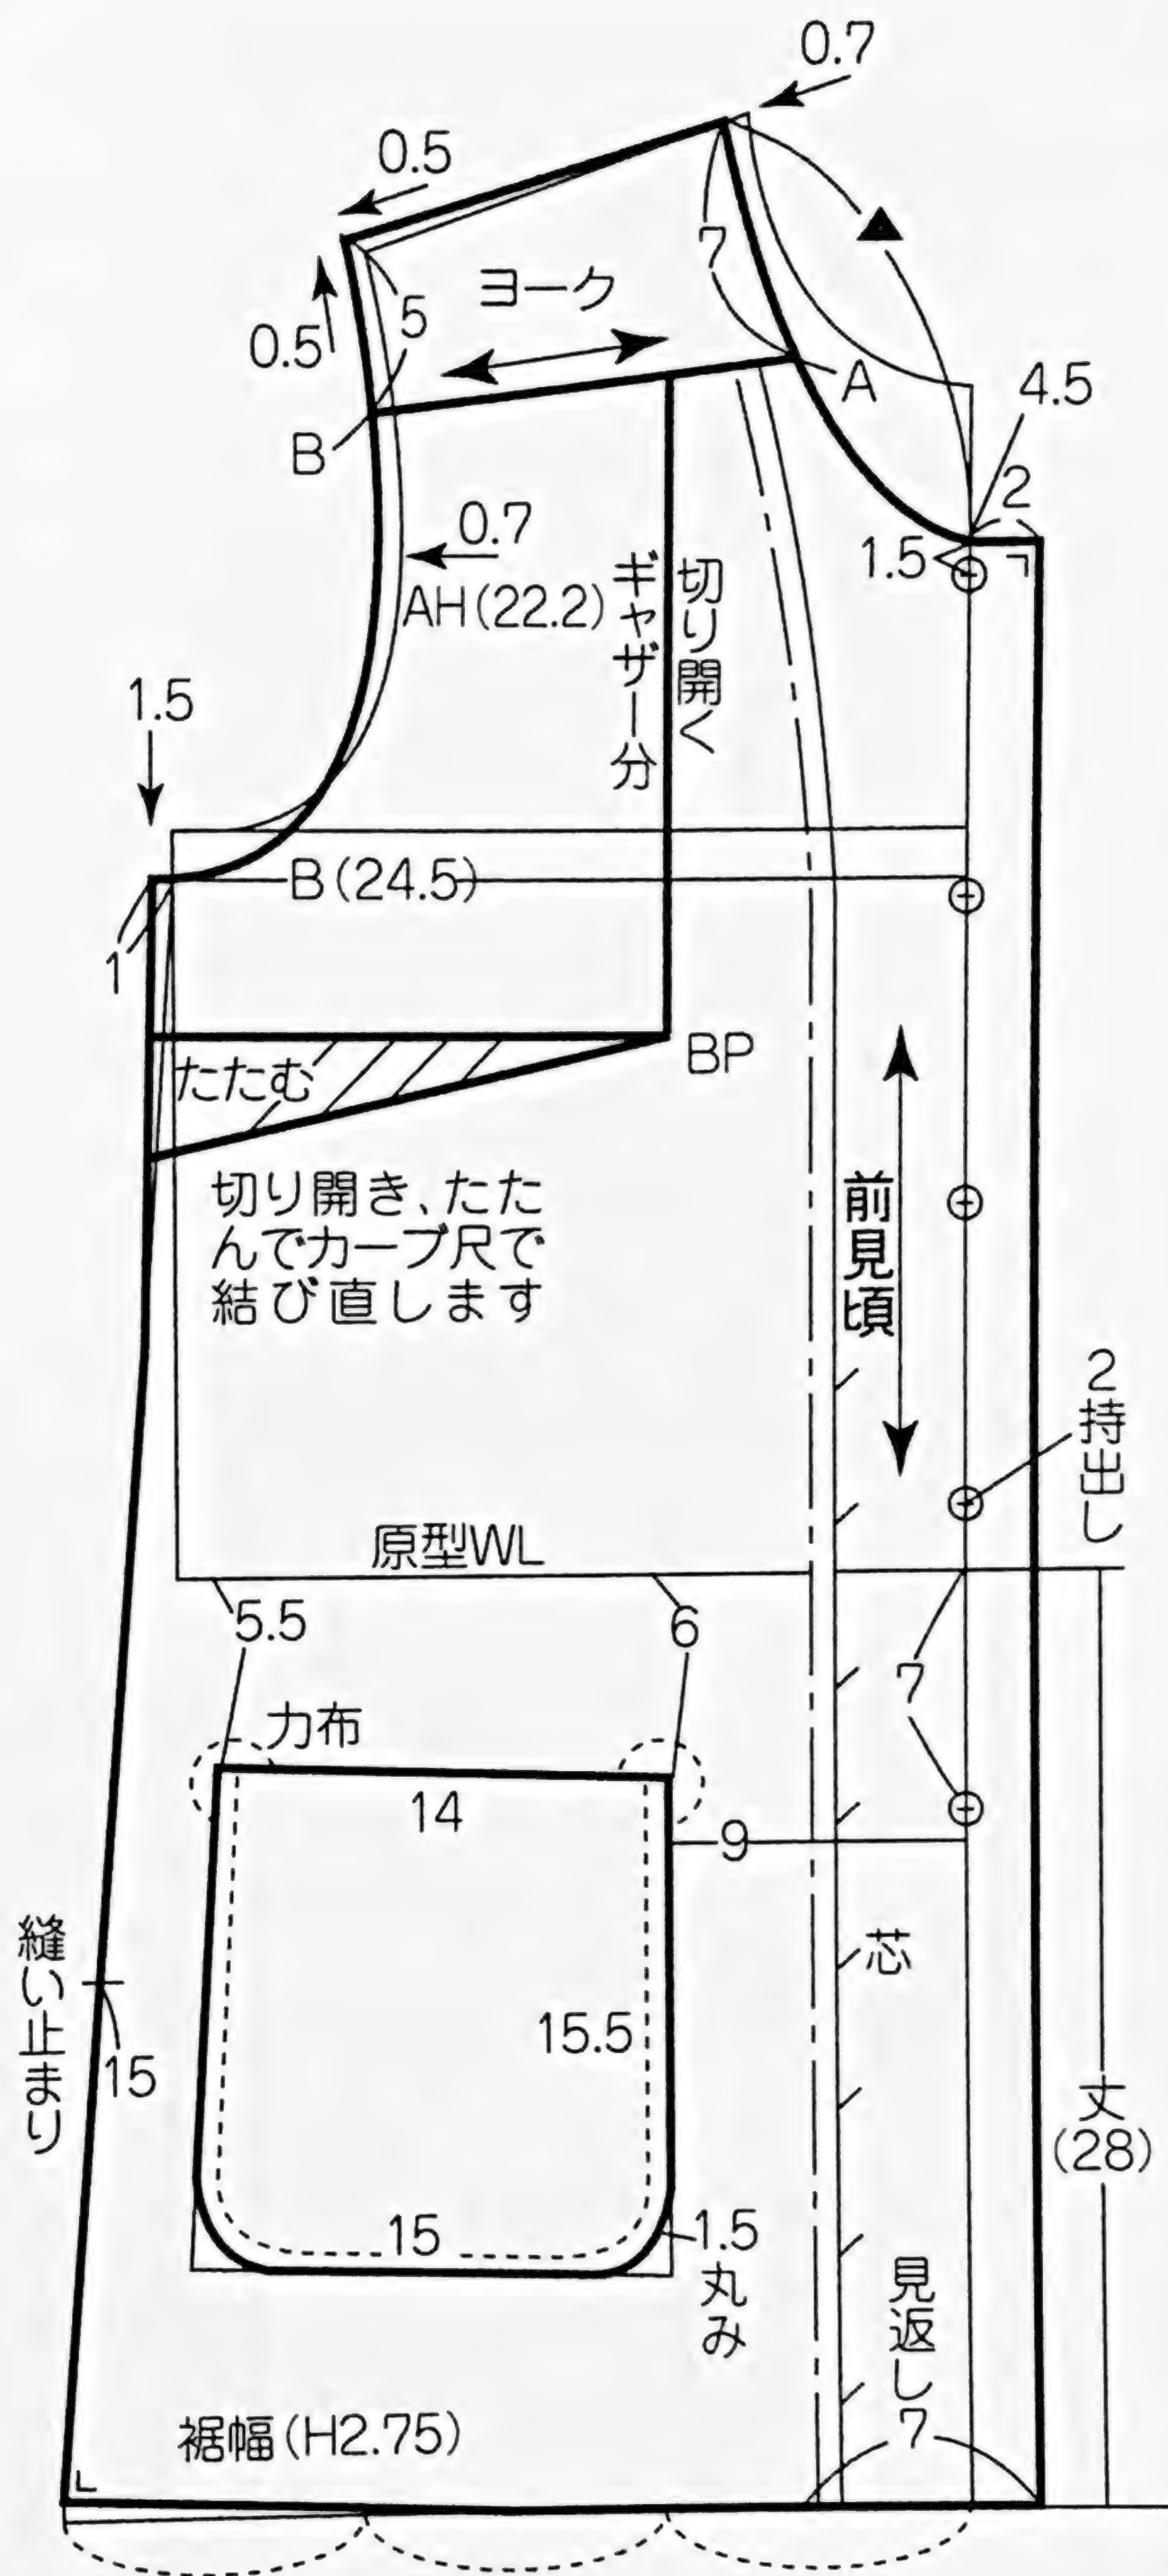 0.7
0.5
▲
7
ヨーク
5
0.5
A
4.5
B
2
0.7
1.5
AH(22.2)
ギャザー分
切り開く
1.5
B(24.5)
1
BP
たたむ
切り開き、たた
んでカーブ尺で
結び直します
前見頃
2
持出し
原型WL
5.5
6
7
力布
14
9
縫い止まり
芯
15.5
15
丈
(28)
15
1.5
丸み
見返し
7
裾幅(H2.75)